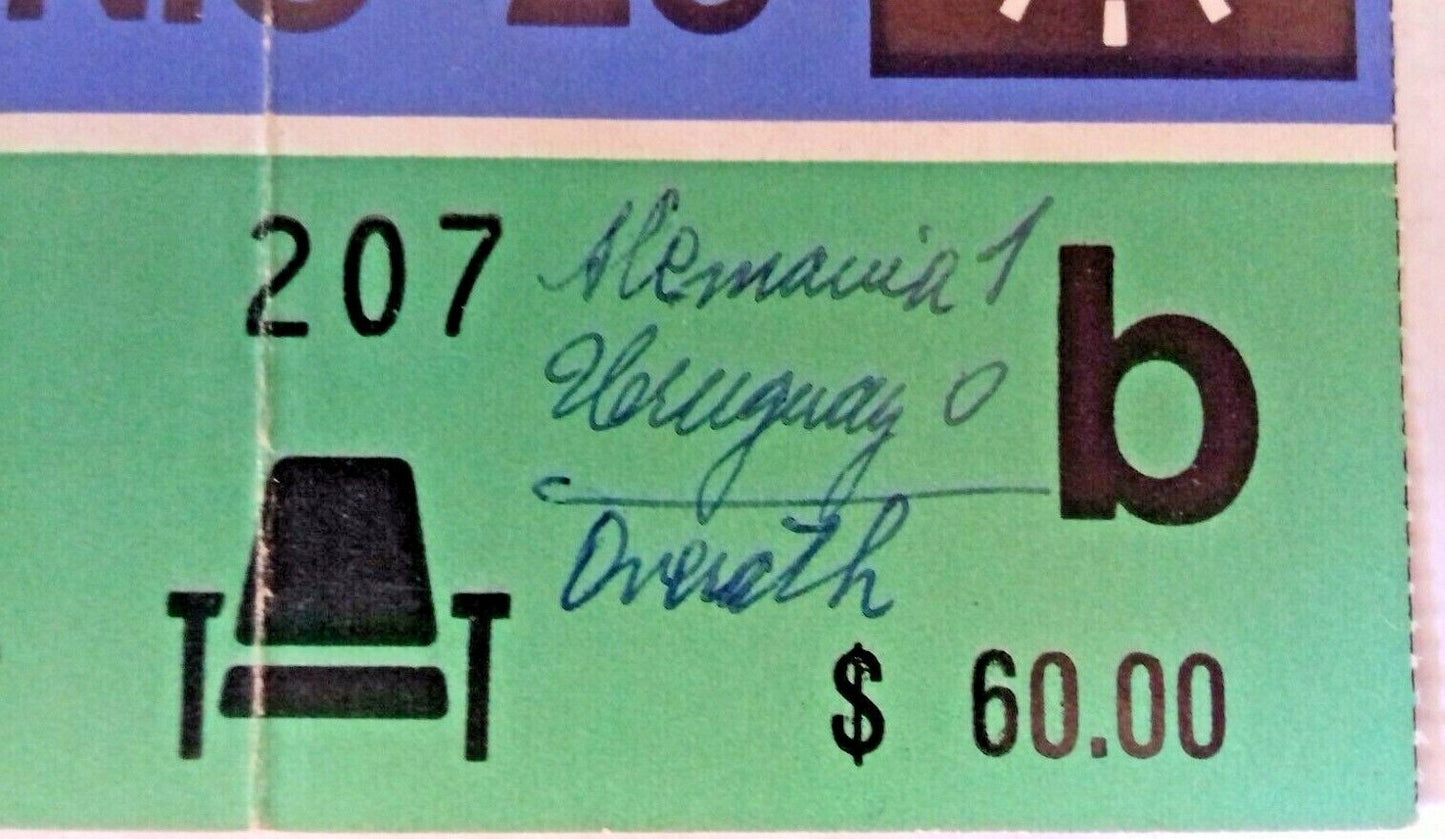 207
Alemania 1
Uruguay 0
Overath
b
$ 60.00